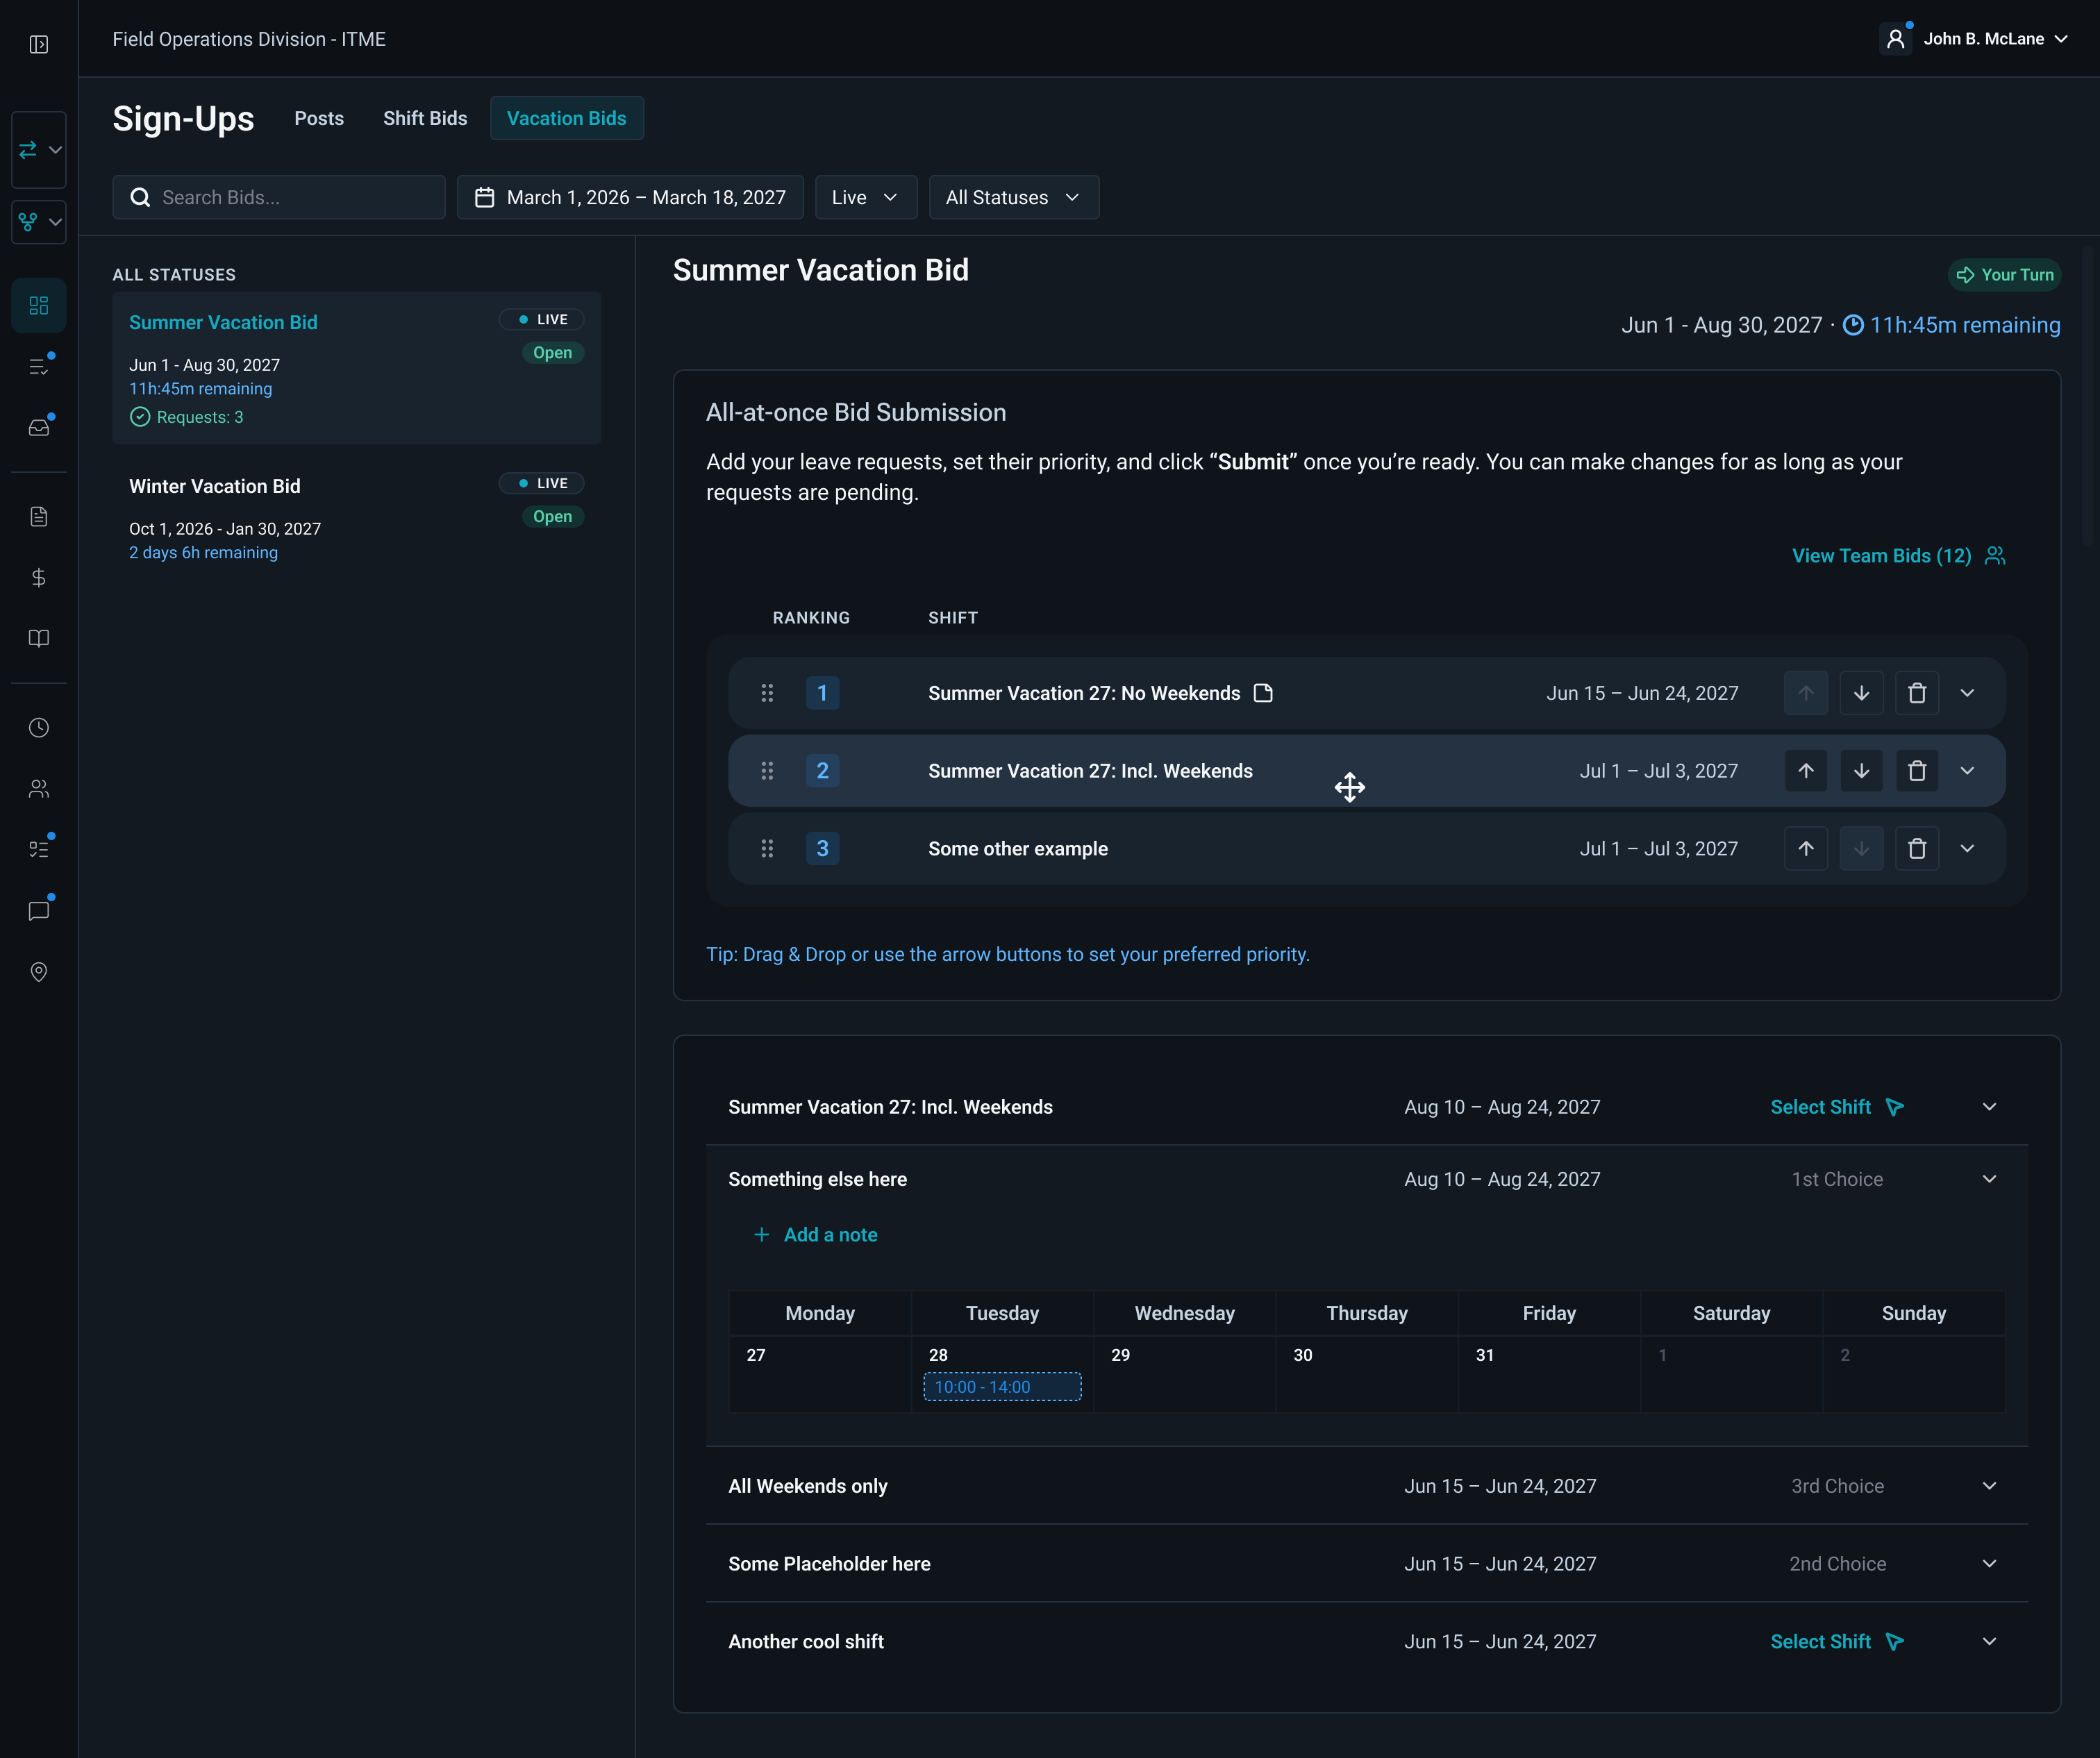 Field Operations Division - ITME
John B. McLane
Sign-Ups
Posts
Shift Bids
Vacation Bids
Search Bids...
March 1, 2026 – March 18, 2027
Live
All Statuses
ALL STATUSES
Summer Vacation Bid
LIVE
Open
Jun 1 - Aug 30, 2027
11h:45m remaining
Requests: 3
Winter Vacation Bid
LIVE
Open
Oct 1, 2026 - Jan 30, 2027
2 days 6h remaining
Summer Vacation Bid
Your Turn
Jun 1 - Aug 30, 2027 · 11h:45m remaining
All-at-once Bid Submission
Add your leave requests, set their priority, and click “Submit” once you’re ready. You can make changes for as long as your
requests are pending.
View Team Bids (12)
RANKING SHIFT
1 Summer Vacation 27: No Weekends Jun 15 – Jun 24, 2027
2 Summer Vacation 27: Incl. Weekends Jul 1 – Jul 3, 2027
3 Some other example Jul 1 – Jul 3, 2027
Tip: Drag & Drop or use the arrow buttons to set your preferred priority.
Summer Vacation 27: Incl. Weekends Aug 10 – Aug 24, 2027 Select Shift
Something else here Aug 10 – Aug 24, 2027 1st Choice
Add a note
Monday Tuesday Wednesday Thursday Friday Saturday Sunday
27 28 29 30 31 1 2
10:00 - 14:00
All Weekends only Jun 15 – Jun 24, 2027 3rd Choice
Some Placeholder here Jun 15 – Jun 24, 2027 2nd Choice
Another cool shift Jun 15 – Jun 24, 2027 Select Shift